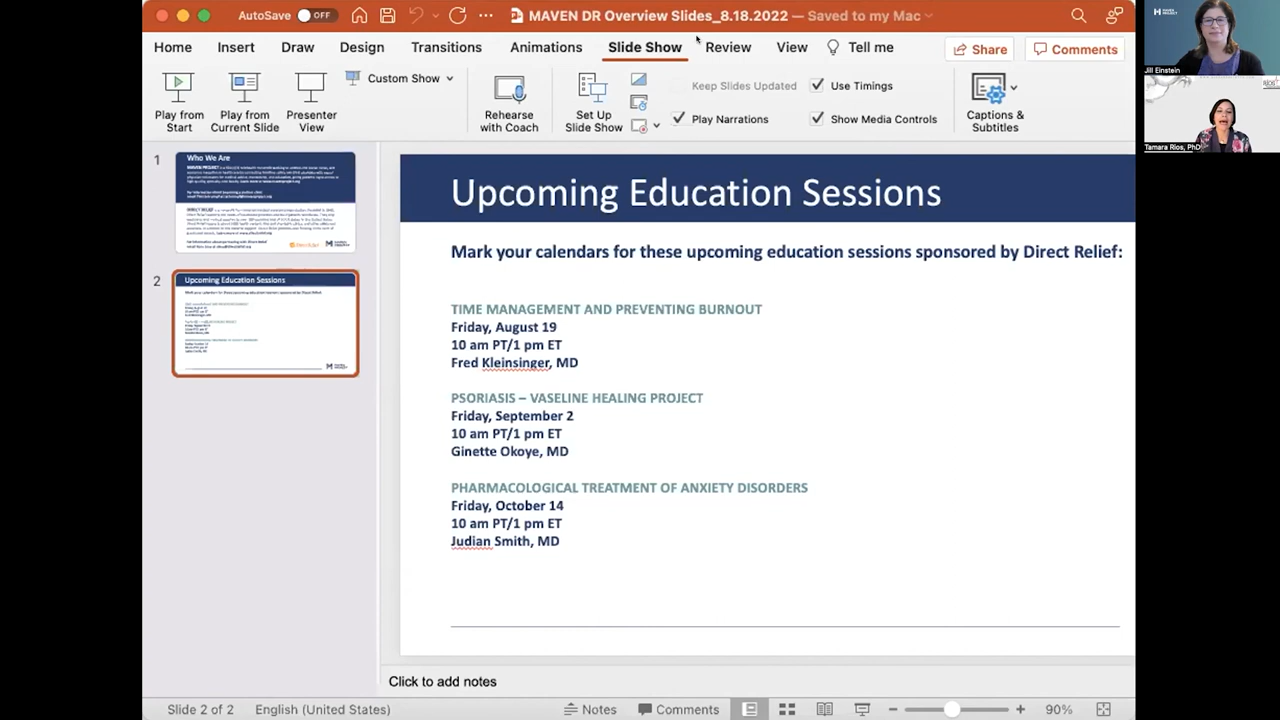 AutoSave OFF
MAVEN DR Overview Slides_8.18.2022 — Saved to my Mac
Home Insert Draw Design Transitions Animations Slide Show Review View Tell me Share Comments
Play from Start
Play from Current Slide
Presenter View
Custom Show
Rehearse with Coach
Set Up Slide Show
Keep Slides Updated
Use Timings
Play Narrations
Show Media Controls
Captions & Subtitles
1
Who We Are
2
Upcoming Education Sessions
Upcoming Education Sessions
Mark your calendars for these upcoming education sessions sponsored by Direct Relief:
TIME MANAGEMENT AND PREVENTING BURNOUT
Friday, August 19
10 am PT/1 pm ET
Fred Kleinsinger, MD
PSORIASIS – VASELINE HEALING PROJECT
Friday, September 2
10 am PT/1 pm ET
Ginette Okoye, MD
PHARMACOLOGICAL TREATMENT OF ANXIETY DISORDERS
Friday, October 14
10 am PT/1 pm ET
Judian Smith, MD
Click to add notes
Slide 2 of 2 English (United States) Notes Comments 90%
Jill Einstein
Tamara Rios, PhD